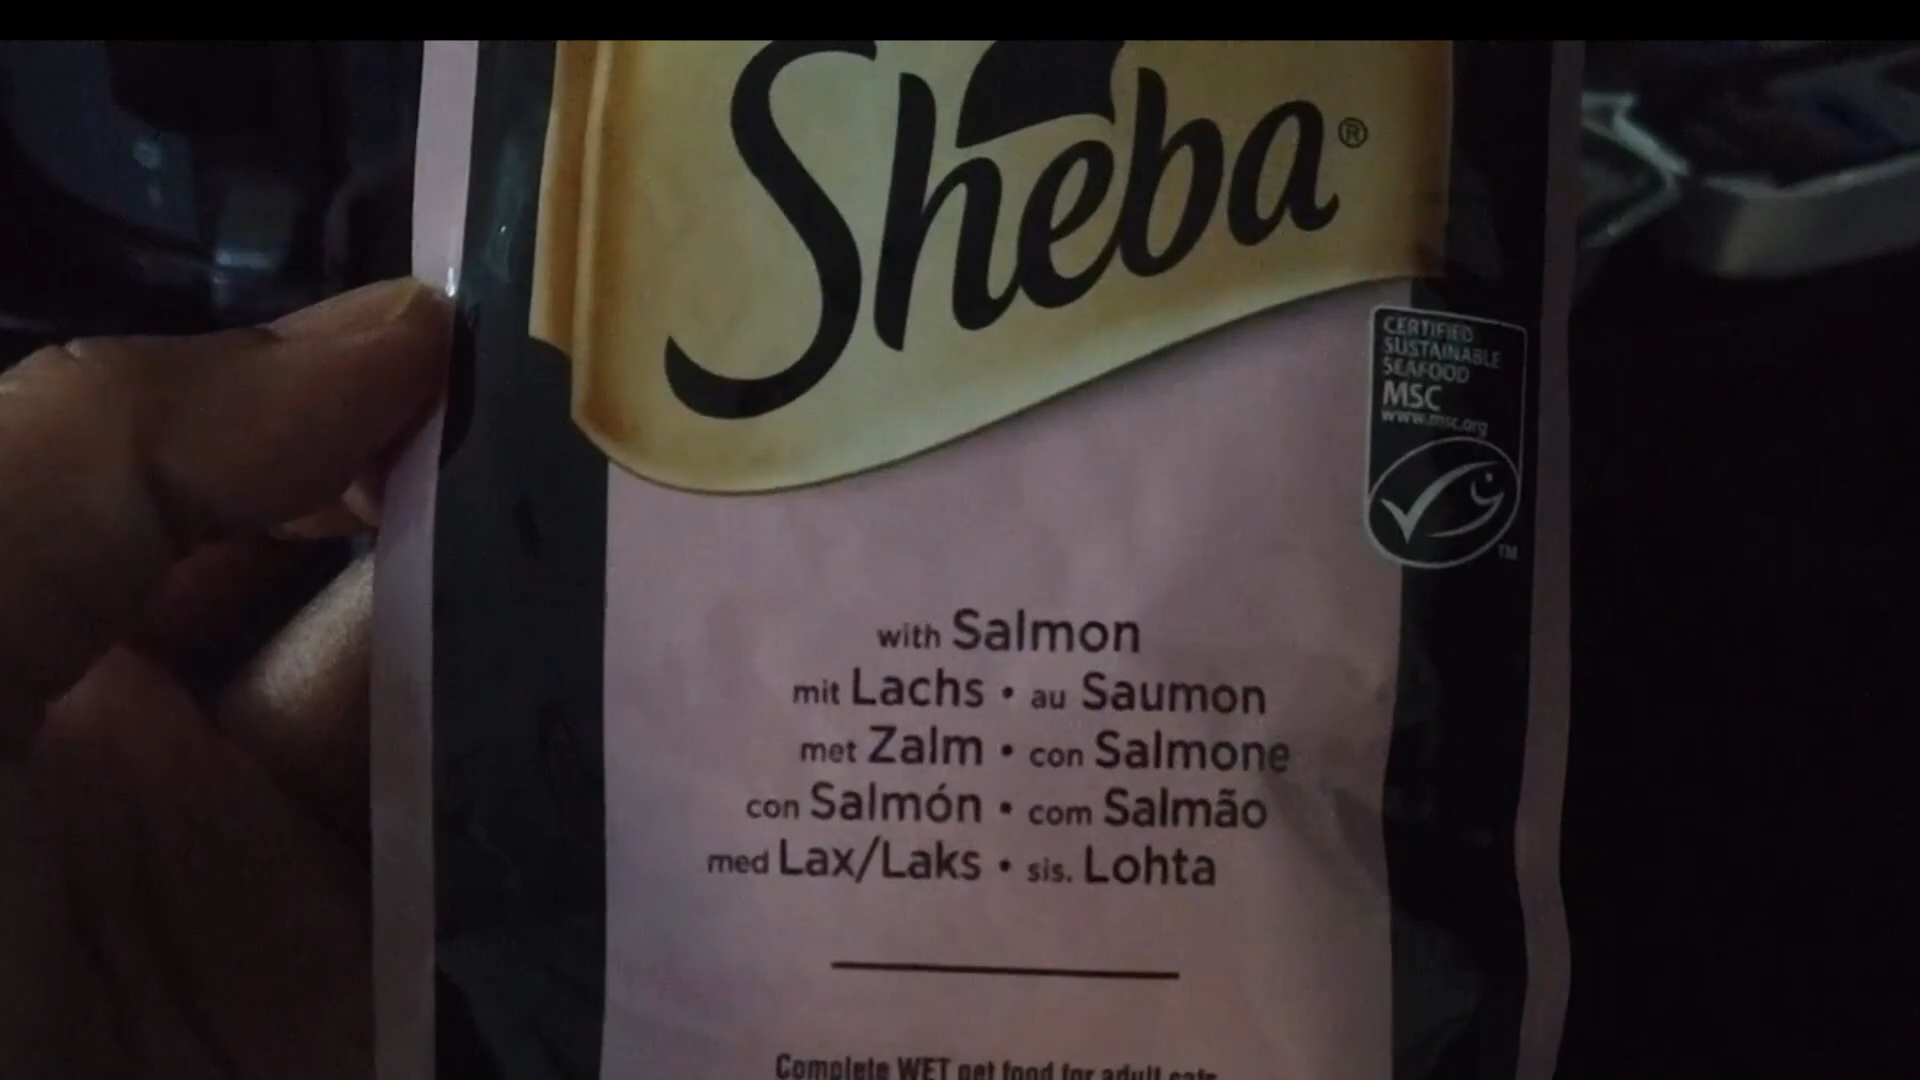 Sheba®
CERTIFIED
SUSTAINABLE
SEAFOOD
MSC
www.msc.org
TM
with Salmon
mit Lachs • au Saumon
met Zalm • con Salmone
con Salmón • com Salmão
med Lax/Laks • sis. Lohta
Complete WET pet food for adult cats